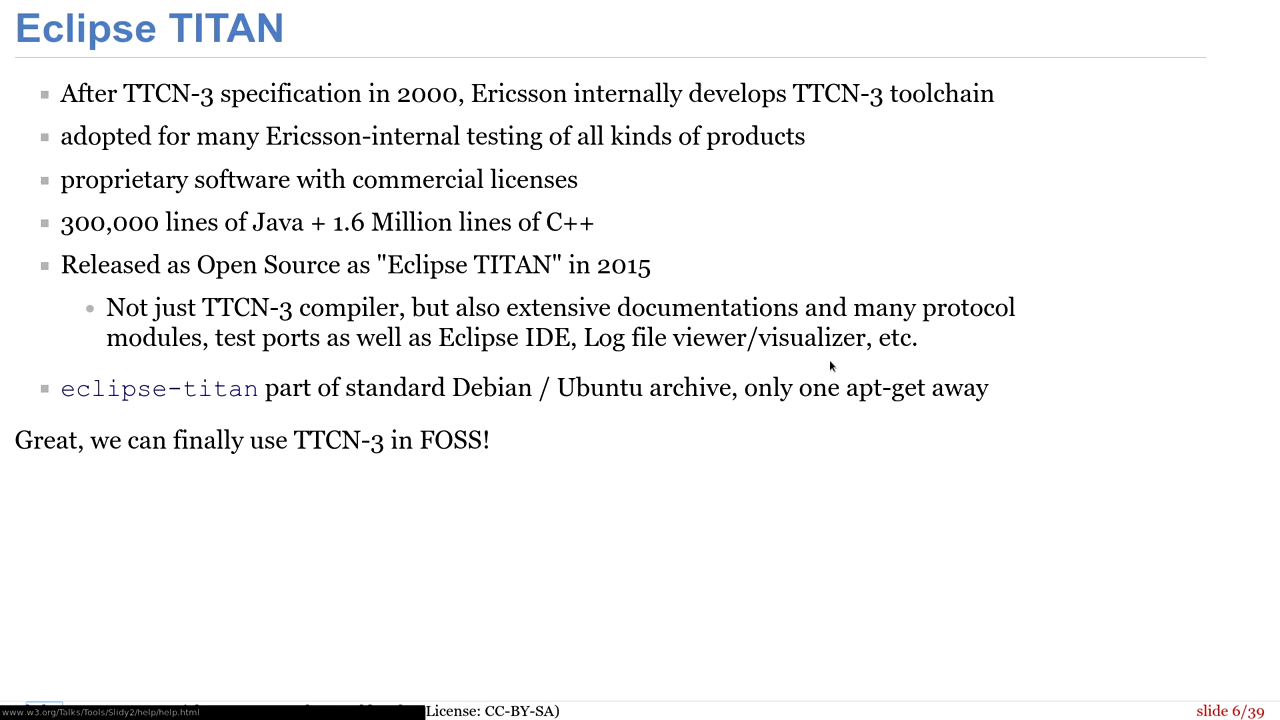 Eclipse TITAN
After TTCN-3 specification in 2000, Ericsson internally develops TTCN-3 toolchain
adopted for many Ericsson-internal testing of all kinds of products
proprietary software with commercial licenses
300,000 lines of Java + 1.6 Million lines of C++
Released as Open Source as "Eclipse TITAN" in 2015
Not just TTCN-3 compiler, but also extensive documentations and many protocol
modules, test ports as well as Eclipse IDE, Log file viewer/visualizer, etc.
eclipse-titan part of standard Debian / Ubuntu archive, only one apt-get away
Great, we can finally use TTCN-3 in FOSS!
www.w3.org/Talks/Tools/Slidy2/help/help.html
License: CC-BY-SA)
slide 6/39